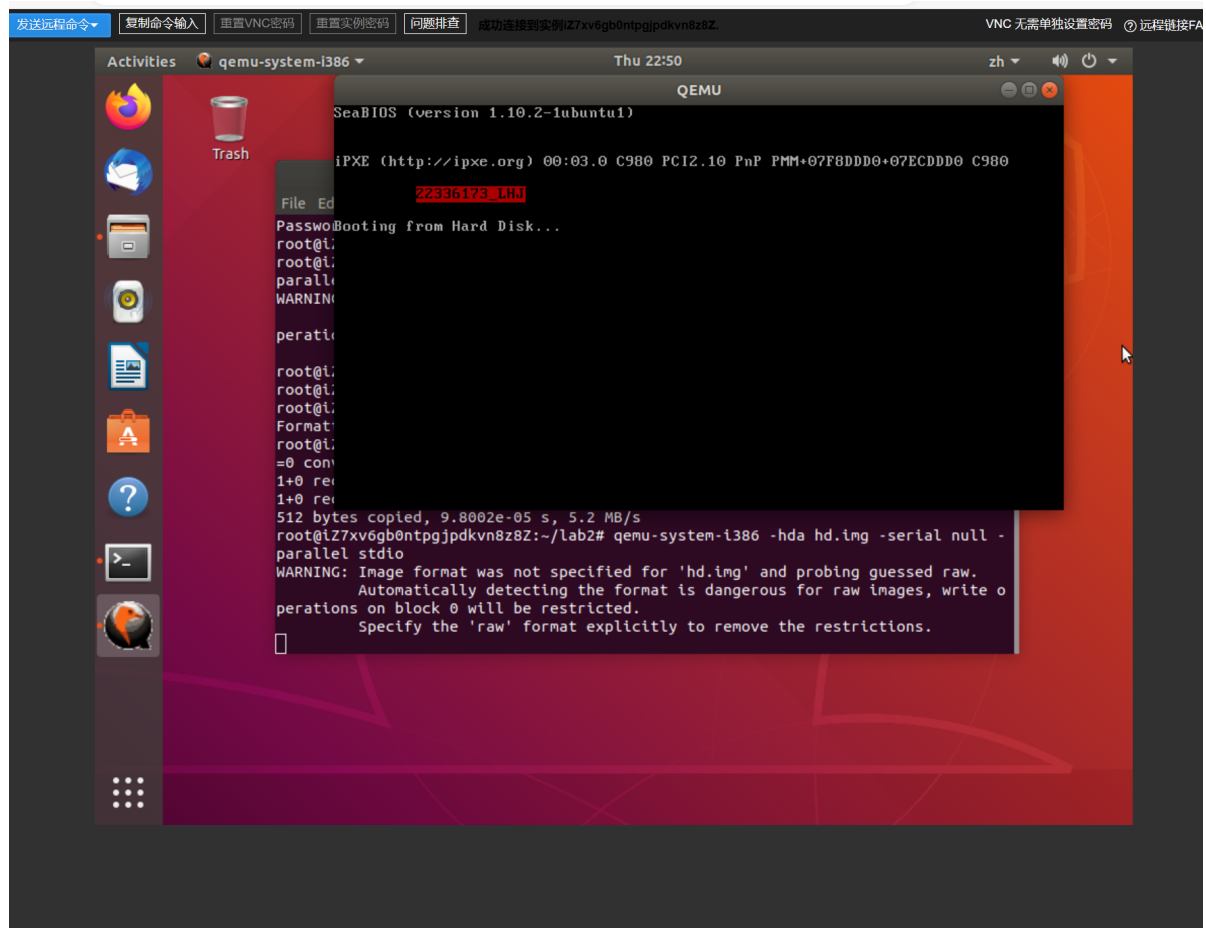 发送远程命令 复制命令输入 重置VNC密码 重置实例密码 问题排查 成功连接到实例iZ7xv6gb0ntpgjpdkvn8z8Z. VNC 无需单独设置密码 ? 远程链接FA
Activities qemu-system-i386 Thu 22:50 zh
QEMU
Trash
SeaBIOS (version 1.10.2-1ubuntu1)
iPXE (http://ipxe.org) 00:03.0 C980 PCI2.10 PnP PMM+07F8DDD0+07ECDDD0 C980
22336173_LHJ
Booting from Hard Disk...
File Ed
Passwo
root@i
root@i
paralle
WARNIN
peratio
root@i
root@i
root@i
Format
root@i
=0 con
1+0 re
1+0 re
512 bytes copied, 9.8002e-05 s, 5.2 MB/s
root@iZ7xv6gb0ntpgjpdkvn8z8Z:~/lab2# qemu-system-i386 -hda hd.img -serial null -
parallel stdio
WARNING: Image format was not specified for 'hd.img' and probing guessed raw.
Automatically detecting the format is dangerous for raw images, write o
perations on block 0 will be restricted.
Specify the 'raw' format explicitly to remove the restrictions.